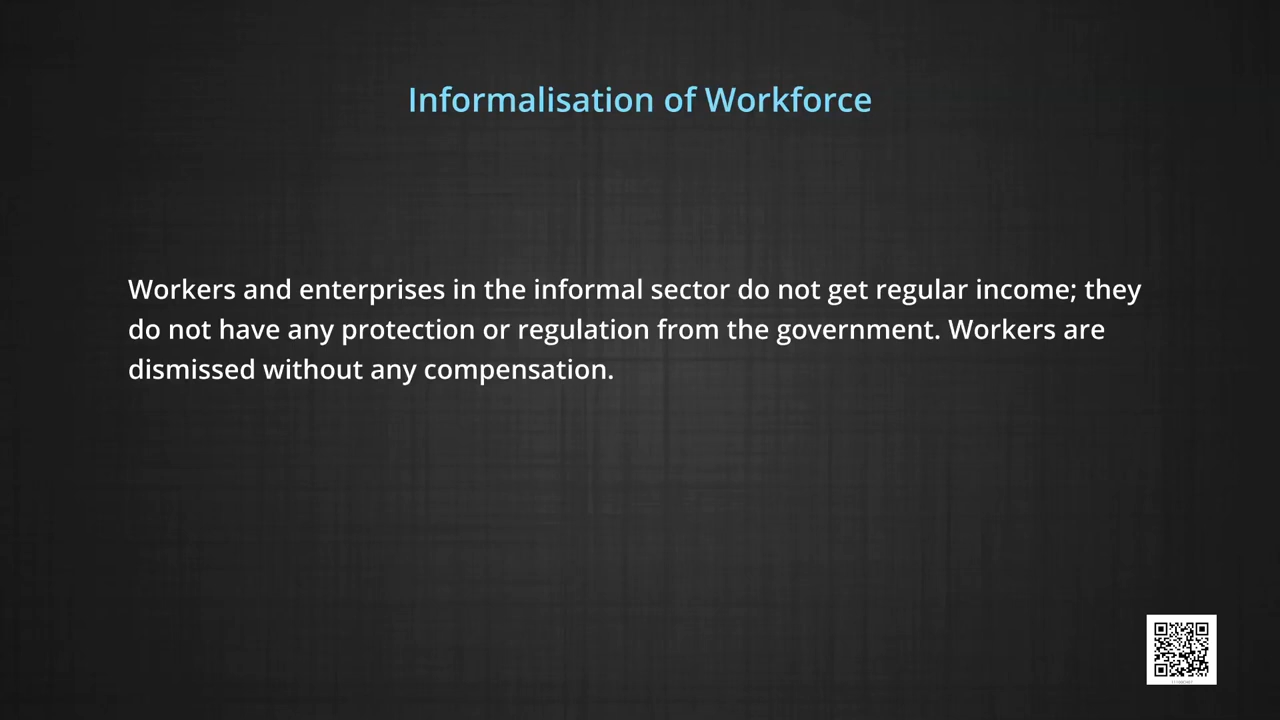 Informalisation of Workforce
Workers and enterprises in the informal sector do not get regular income; they
do not have any protection or regulation from the government. Workers are
dismissed without any compensation.